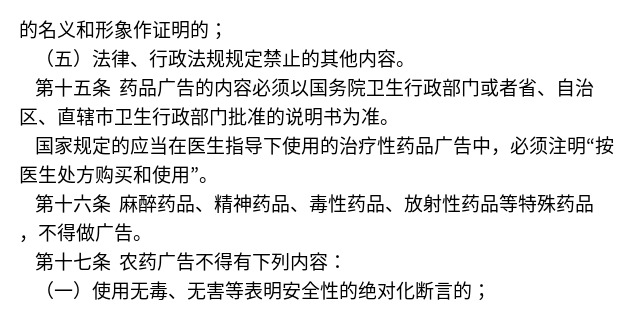 的名义和形象作证明的；
（五）法律、行政法规规定禁止的其他内容。
第十五条 药品广告的内容必须以国务院卫生行政部门或者省、自治
区、直辖市卫生行政部门批准的说明书为准。
国家规定的应当在医生指导下使用的治疗性药品广告中，必须注明“按
医生处方购买和使用”。
第十六条 麻醉药品、精神药品、毒性药品、放射性药品等特殊药品
，不得做广告。
第十七条 农药广告不得有下列内容：
（一）使用无毒、无害等表明安全性的绝对化断言的；